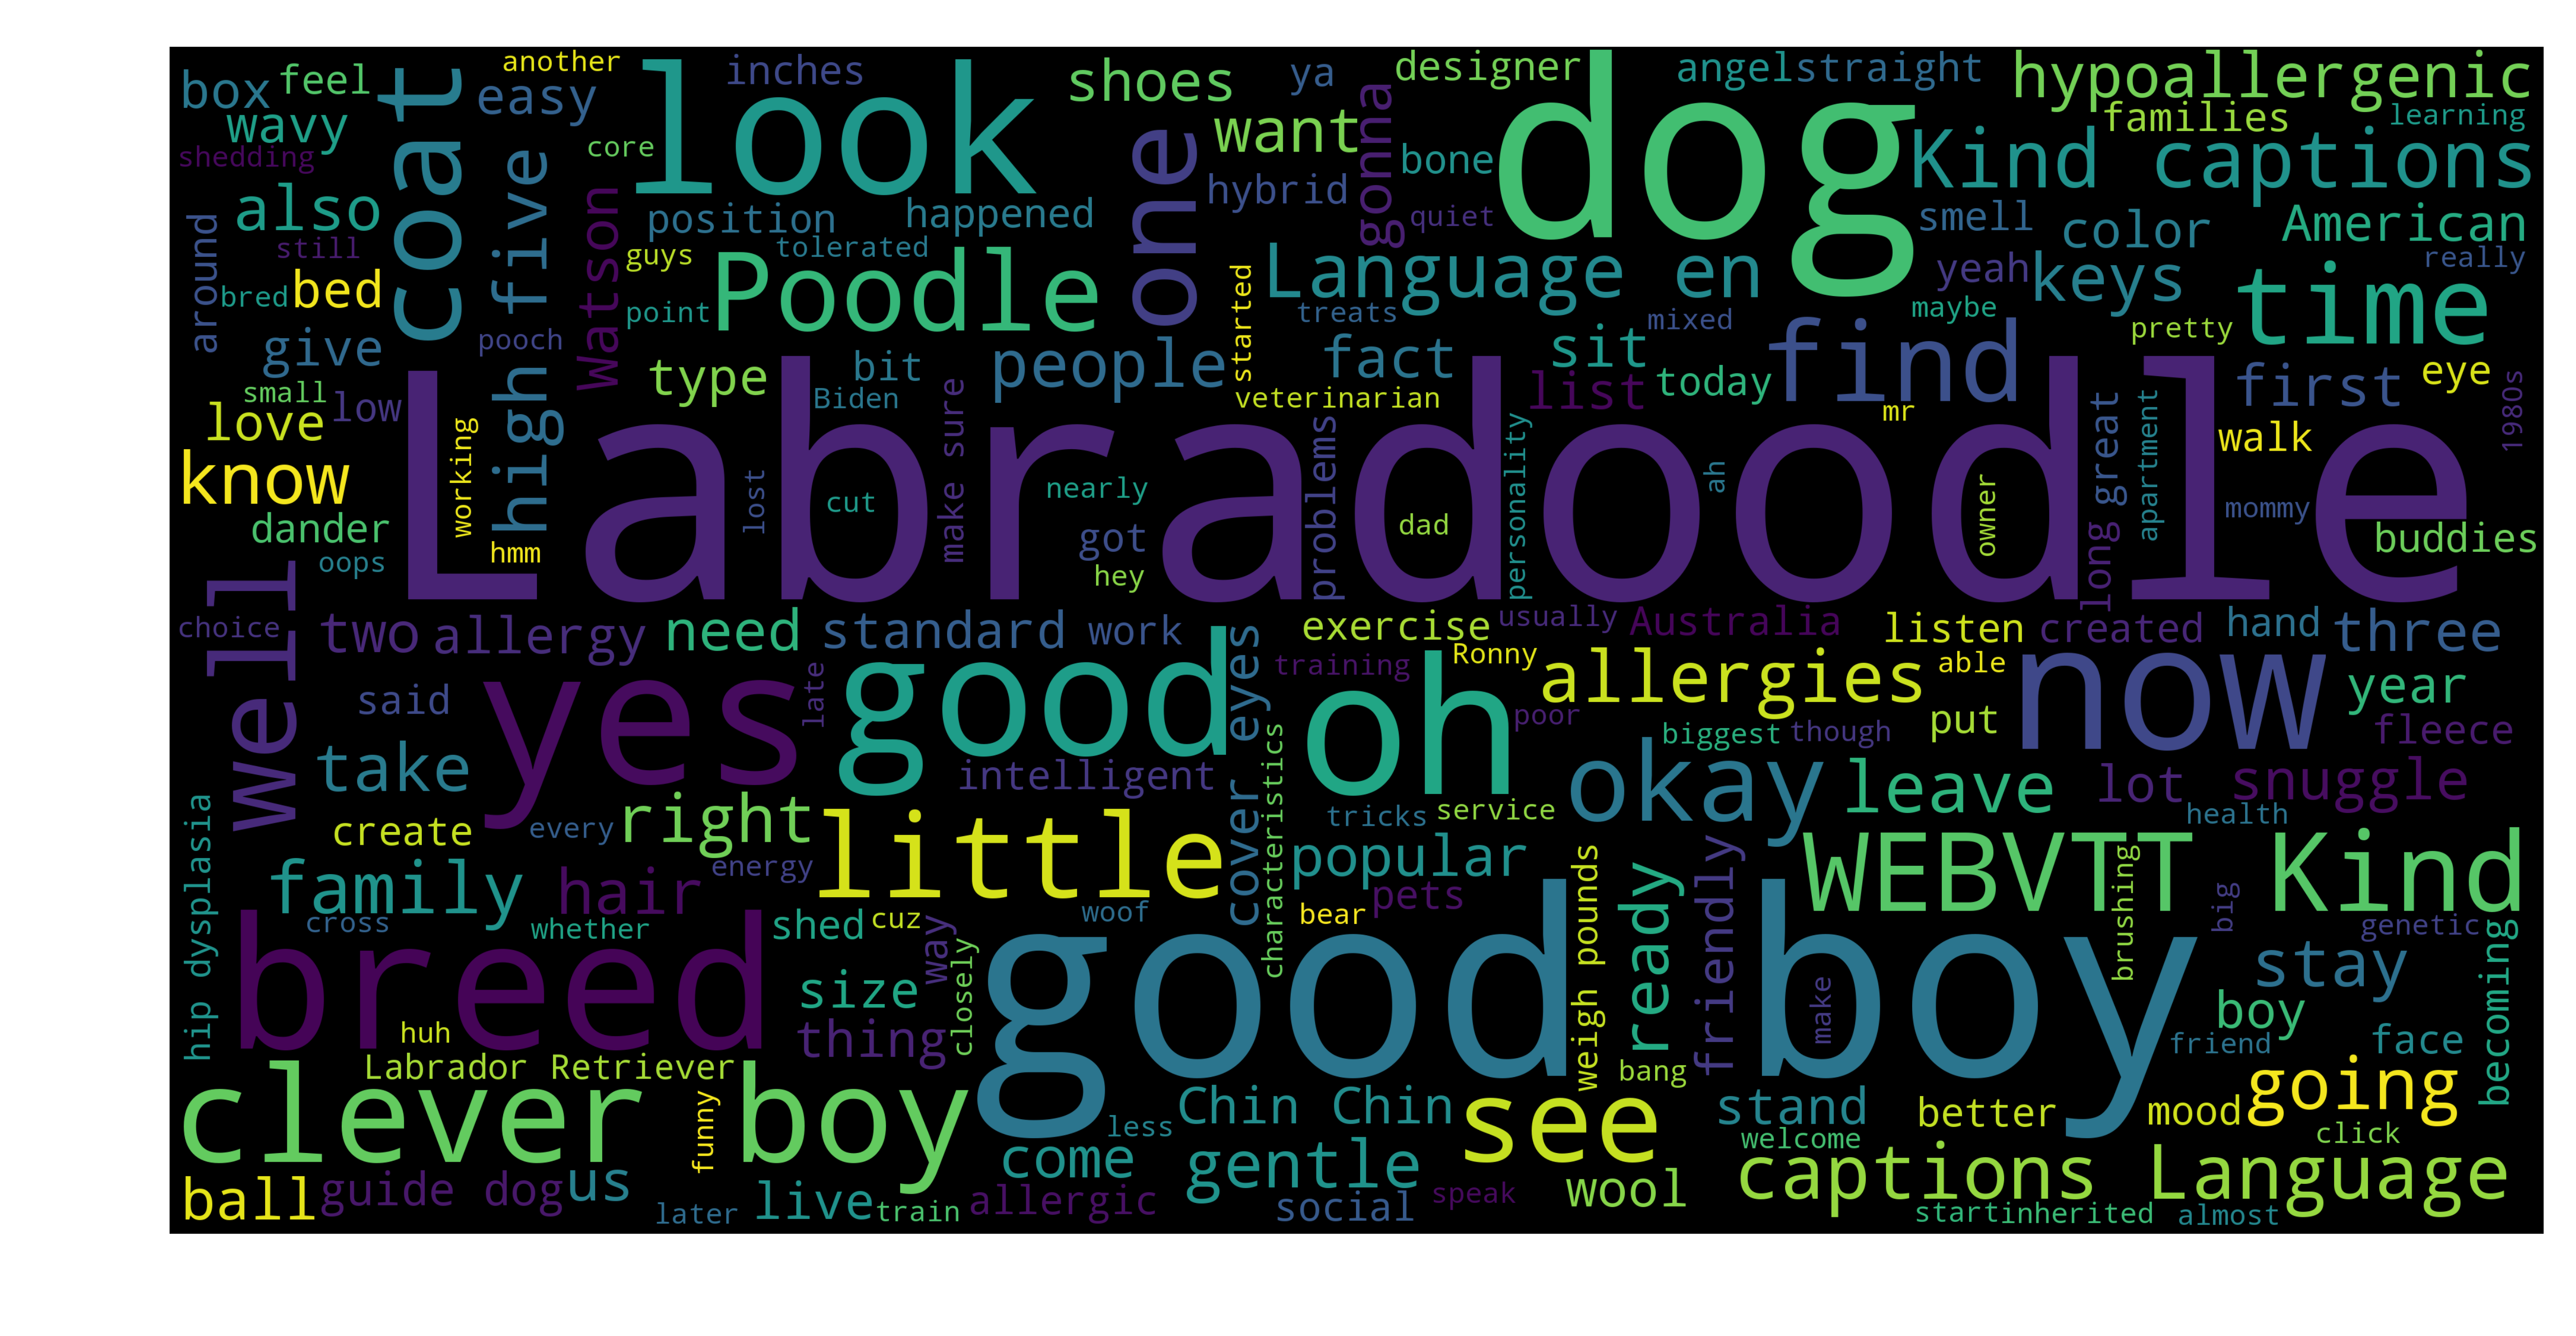 another
box
feel
easy
look
inches
shoes
ya
designer
dog
angel
straight
hypoallergenic
wavy
coat
core
one
want
gonna
bone
families
learning
shedding
high five
Watson
hybrid
Kind captions
also
position
happened
quiet
smell
color
American
around
still
guys
tolerated
Poodle
Language en
yeah
keys
really
bred
bed
point
started
treats
mixed
maybe
pretty
time
give
pooch
type
bit
people
fact
sit
find
first
eye
small
Biden
veterinarian
list
today
mr
1980s
love
low
Labradoodle
walk
know
working
lost
make sure
cut
nearly
problems
dad
personality
ah
owner
long
great
apartment
mommy
dander
hmm
got
buddies
oops
hey
well
choice
two
allergy
need
standard
work
cover eyes
exercise
usually
Australia
listen
created
hand
three
said
yes
late
good
training
oh
Ronny
allergies
able
now
year
poor
put
fleece
take
intelligent
characteristics
biggest
though
okay
leave
lot
snuggle
hip dysplasia
create
every
right
little
tricks
service
health
family
hair
energy
popular
weigh pounds
ready
friendly
WEBVTT Kind
brushing
big
cross
whether
shed
cuz
way
woof
bear
pets
genetic
breed
size
closely
good boy
make
stay
becoming
huh
thing
boy
Labrador Retriever
bang
friend
face
clever boy
funny
less
Chin Chin
see
stand
better
mood
going
come
gentle
welcome
click
ball
guide dog
us
later
live
train
allergic
social
speak
wool
captions Language
start
inherited
almost